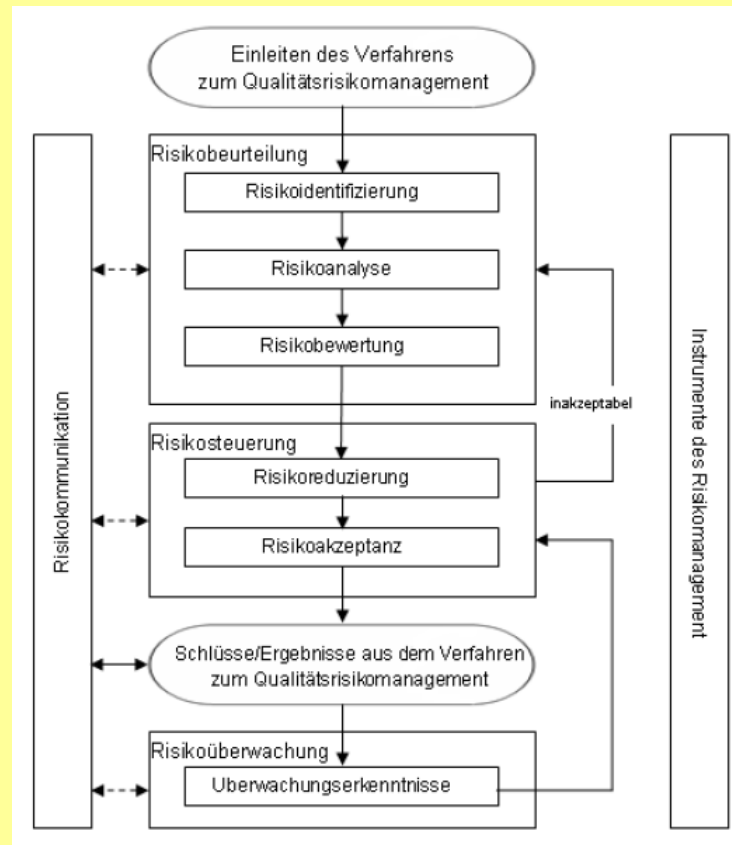 Einleiten des Verfahrens
zum Qualitätsrisikomanagement
Risikobeurteilung
Risikoidentifizierung
Risikoanalyse
Risikobewertung
inakzeptabel
Risikosteuerung
Risikoreduzierung
Risikoakzeptanz
Schlüsse/Ergebnisse aus dem Verfahren
zum Qualitätsrisikomanagement
Risikoüberwachung
Überwachungserkenntnisse
Risikokommunikation
Instrumente des Risikomanagement